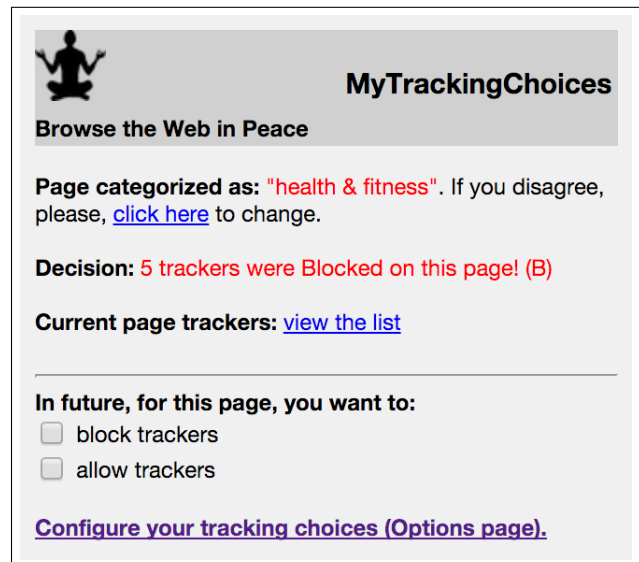 MyTrackingChoices
Browse the Web in Peace
Page categorized as: "health & fitness". If you disagree,
please, click here to change.
Decision: 5 trackers were Blocked on this page! (B)
Current page trackers: view the list
In future, for this page, you want to:
block trackers
allow trackers
Configure your tracking choices (Options page).